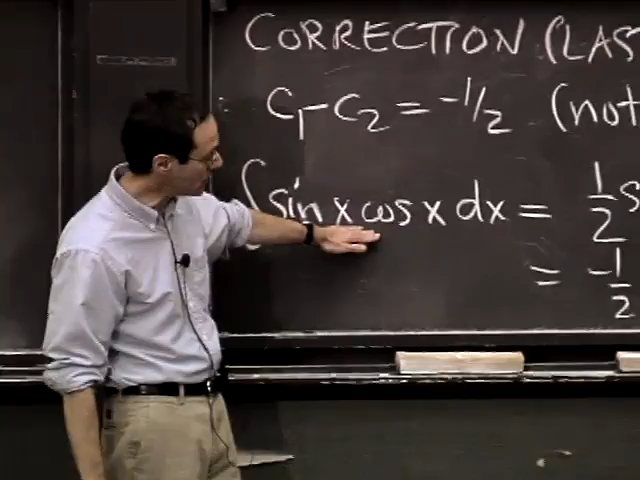 CORRECTION (LAS
C₁-C₂ = -1/2 (not
∫ sin x cos x dx = 1/2 s
= -1/2